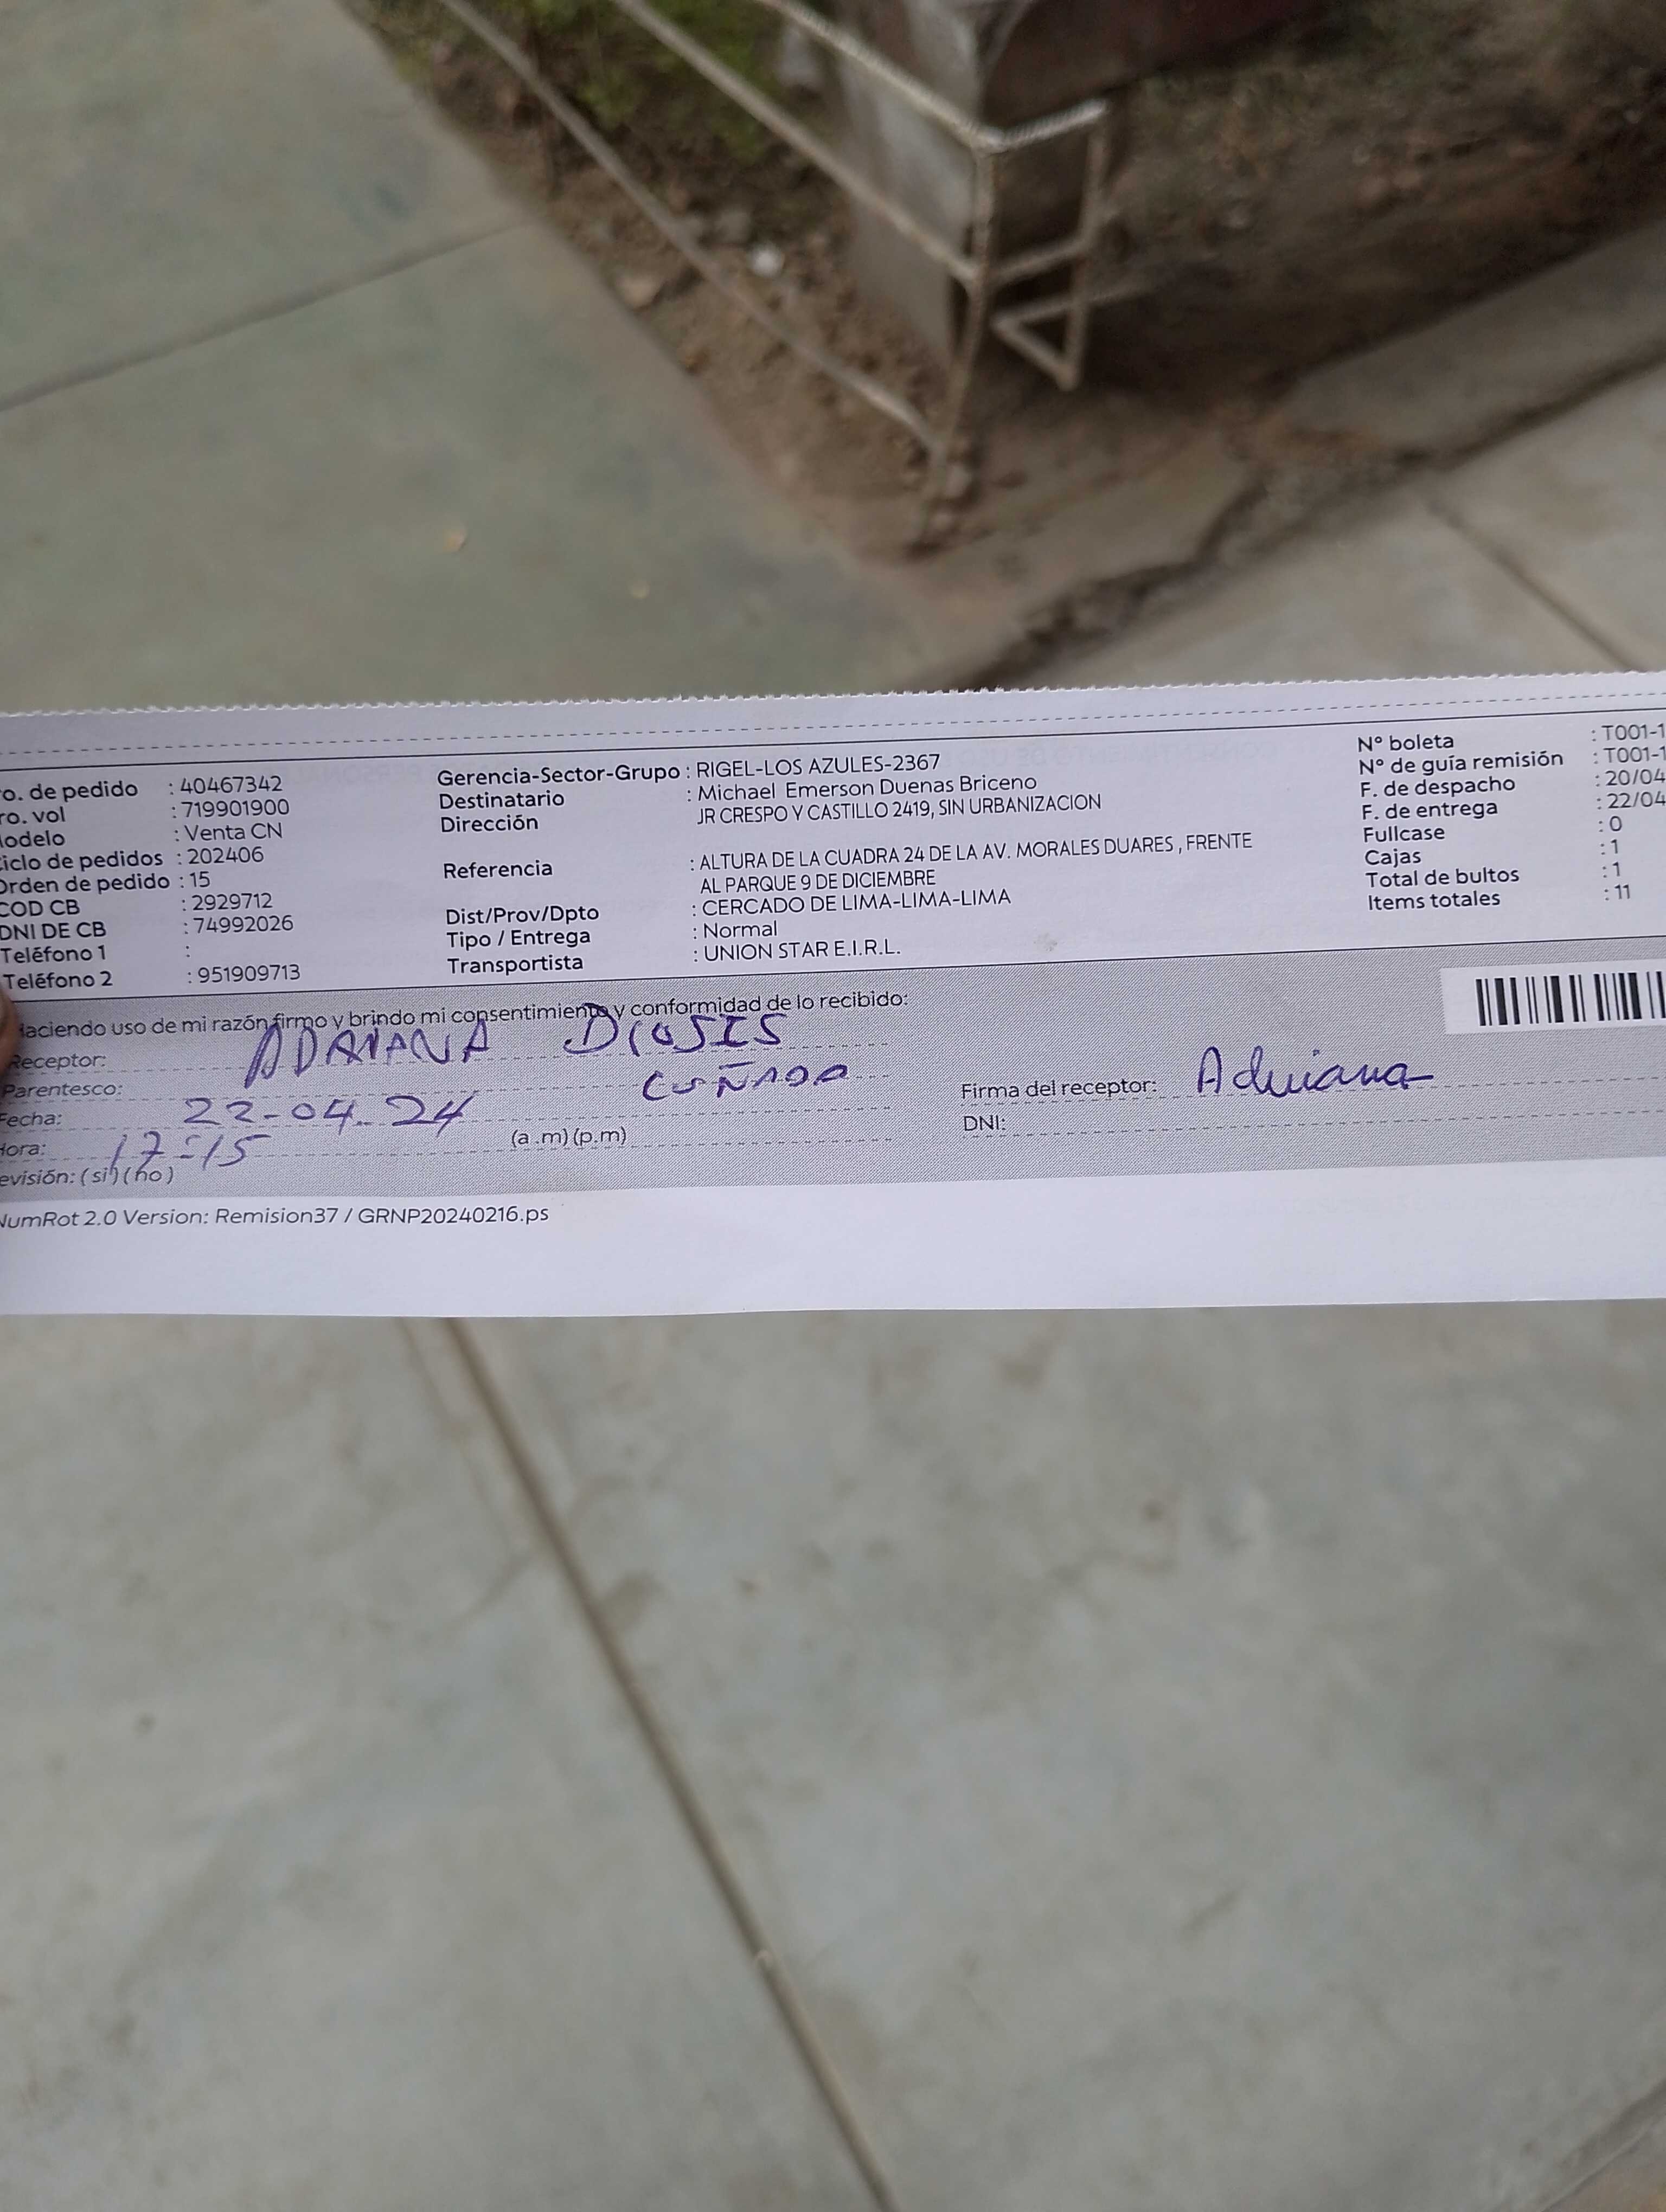 ro. de pedido : 40467342
ro. vol : 719901900
Modelo : Venta CN
Ciclo de pedidos : 202406
Orden de pedido : 15
COD CB : 2929712
DNI DE CB : 74992026
Teléfono 1 :
Teléfono 2 : 951909713
Gerencia-Sector-Grupo : RIGEL-LOS AZULES-2367
Destinatario : Michael Emerson Duenas Briceno
Dirección JR CRESPO Y CASTILLO 2419, SIN URBANIZACION
Referencia : ALTURA DE LA CUADRA 24 DE LA AV. MORALES DUARES , FRENTE
AL PARQUE 9 DE DICIEMBRE
Dist/Prov/Dpto : CERCADO DE LIMA-LIMA-LIMA
Tipo / Entrega : Normal
Transportista : UNION STAR E.I.R.L.
N° boleta : T001-1
N° de guía remisión : T001-1
F. de despacho : 20/04
F. de entrega : 22/04
Fullcase : 0
Cajas : 1
Total de bultos : 1
Items totales : 11
Haciendo uso de mi razón firmo y brindo mi consentimiento y conformidad de lo recibido:
Receptor: ADRIANA DIOSES
Parentesco: CUÑADA
Fecha: 22-04-24
Hora: 17:15 (a .m) (p.m)
evisión: ( si ) ( no )
Firma del receptor: Adriana
DNI:
NumRot 2.0 Version: Remision37 / GRNP20240216.ps